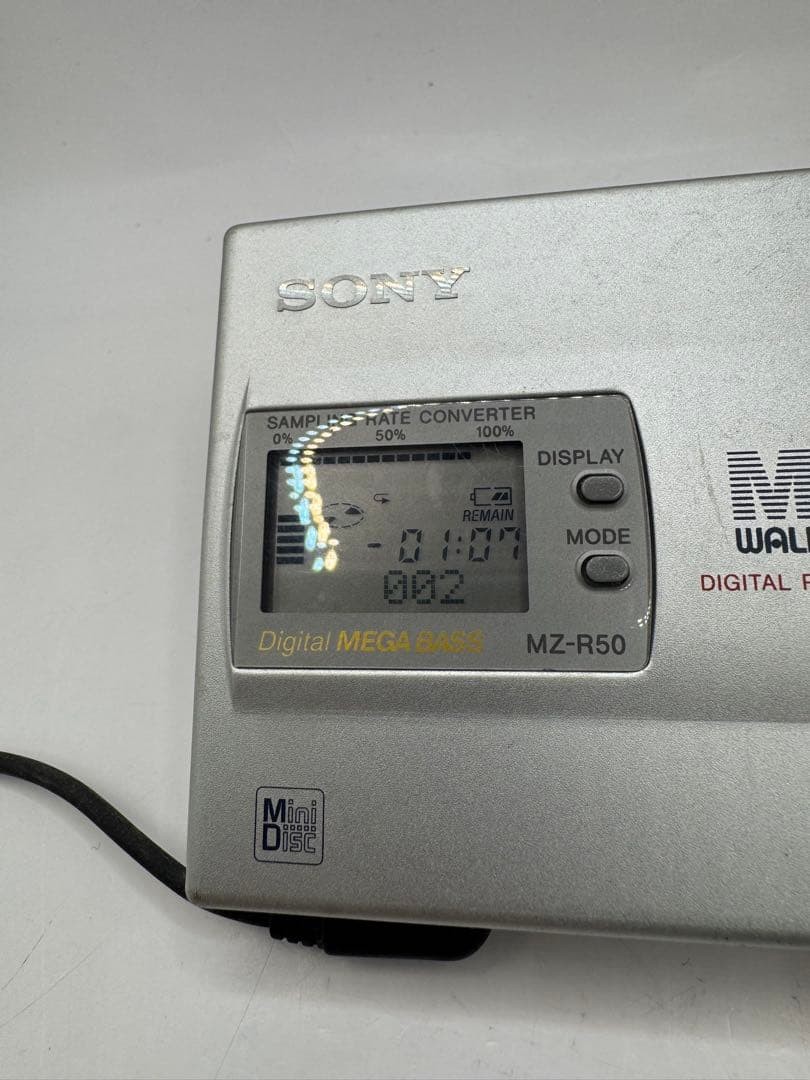 SONY
SAMPLING RATE CONVERTER
0% 50% 100%
DISPLAY
REMAIN
MODE
-01:07
002
Digital MEGA BASS MZ-R50
DIGITAL
Mini
Disc